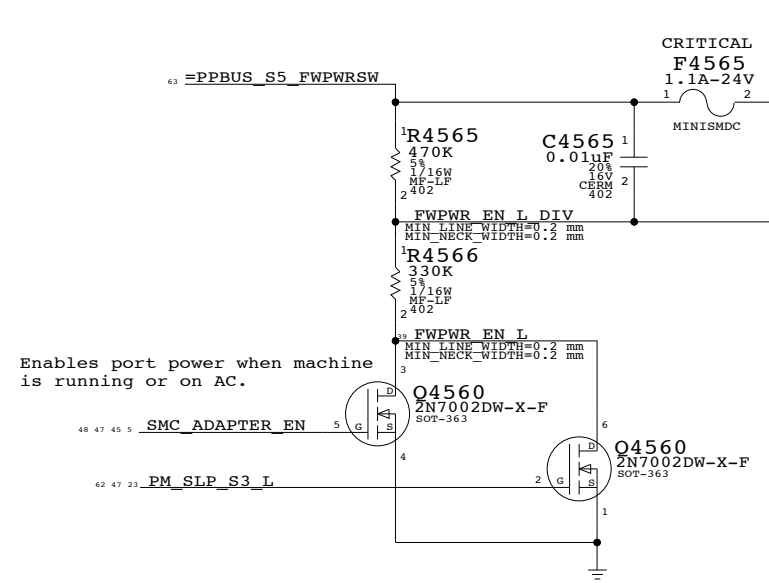 CRITICAL
F4565
1.1A-24V
1
2
MINISMDC
63 =PPBUS_S5_FWPWRSW
1
R4565
470K
5%
1/16W
MF-LF
402
2
C4565
0.01uF
20%
16V
CERM
402
1
2
FWPWR_EN_L_DIV
MIN_LINE_WIDTH=0.2 mm
MIN_NECK_WIDTH=0.2 mm
1
R4566
330K
5%
1/16W
MF-LF
402
2
39 FWPWR_EN_L
MIN_LINE_WIDTH=0.2 mm
MIN_NECK_WIDTH=0.2 mm
Enables port power when machine
is running or on AC.
3
D
Q4560
2N7002DW-X-F
SOT-363
48 47 45 5 SMC_ADAPTER_EN
5
G
S
4
6
D
Q4560
2N7002DW-X-F
SOT-363
62 47 23 PM_SLP_S3_L
2
G
S
1